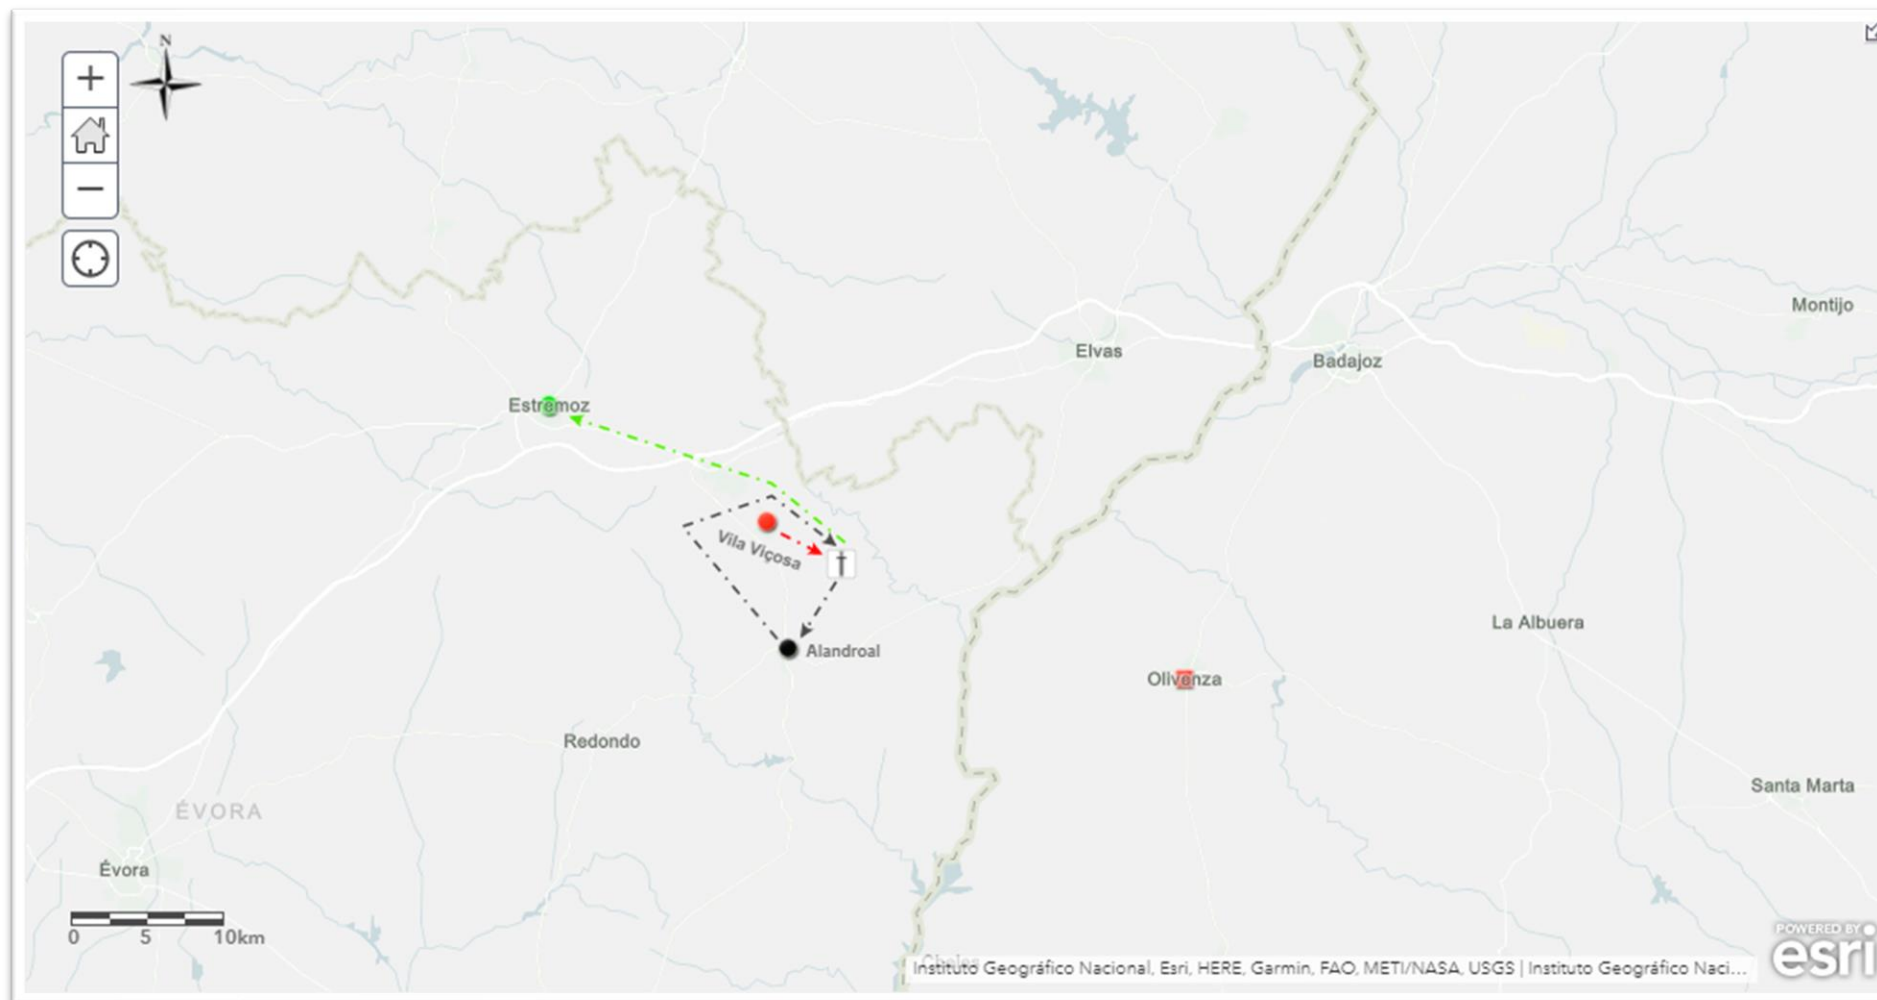 N
+
−
Montijo
Elvas
Badajoz
Estremoz
Vila Viçosa
†
La Albuera
Alandroal
Olivenza
Redondo
Santa Marta
ÉVORA
Évora
0 5 10km
POWERED BY
esri
Cheles
Instituto Geográfico Nacional, Esri, HERE, Garmin, FAO, METI/NASA, USGS | Instituto Geográfico Naci...